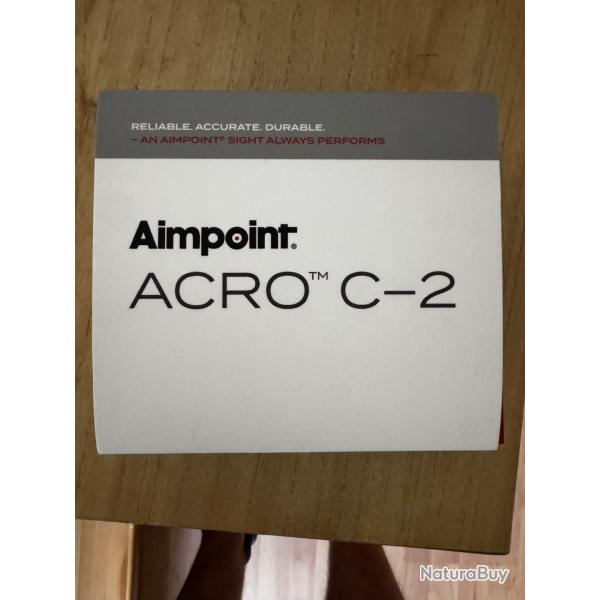 RELIABLE. ACCURATE. DURABLE.
– AN AIMPOINT® SIGHT ALWAYS PERFORMS
Aimpoint®
ACRO™ C–2
NaturaBuy